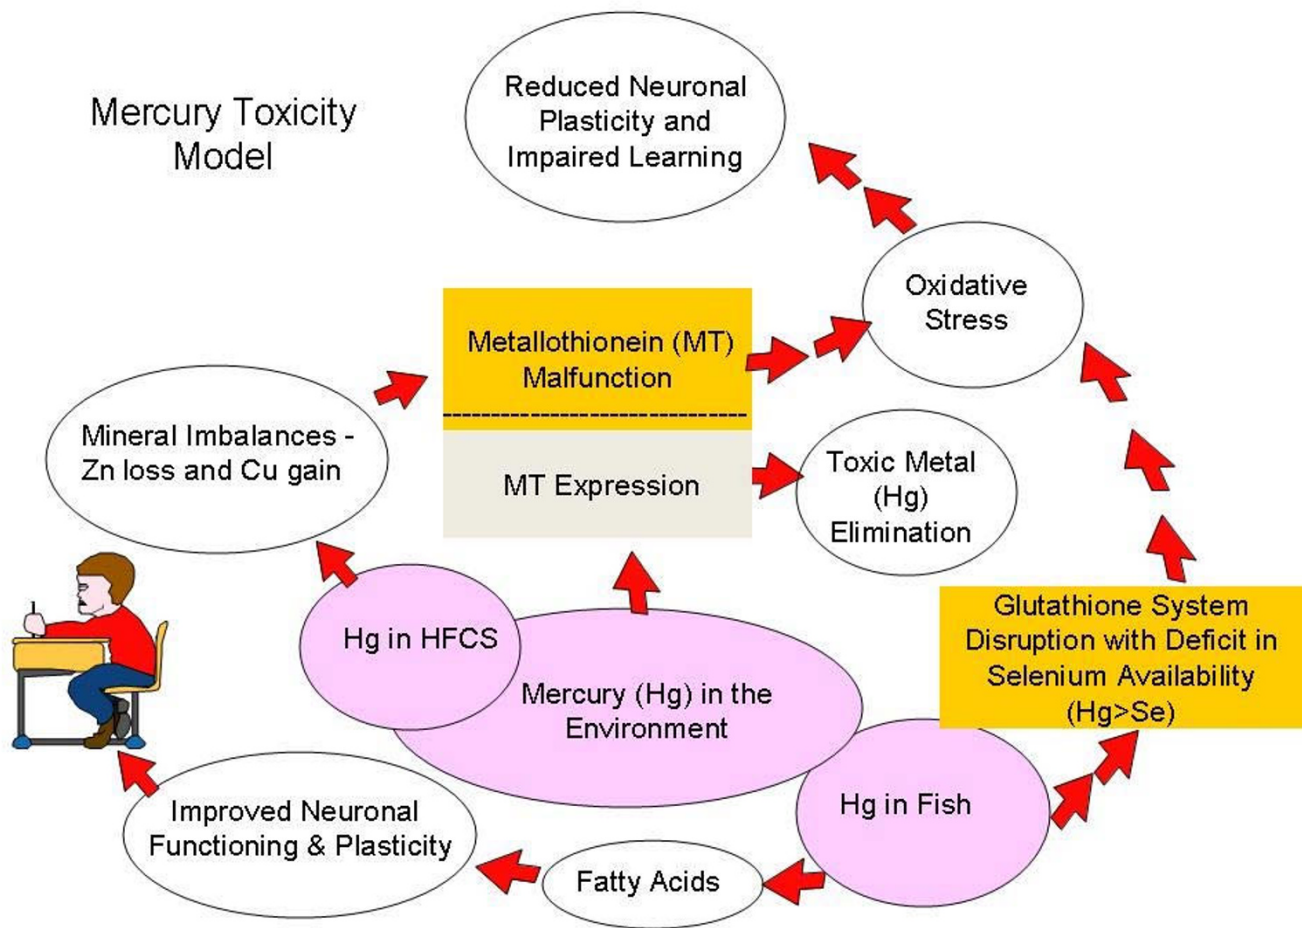 Mercury Toxicity
Model
Reduced Neuronal
Plasticity and
Impaired Learning
Oxidative
Stress
Metallothionein (MT)
Malfunction
MT Expression
Mineral Imbalances -
Zn loss and Cu gain
Toxic Metal
(Hg)
Elimination
Glutathione System
Disruption with Deficit in
Selenium Availability
(Hg>Se)
Hg in HFCS
Mercury (Hg) in the
Environment
Hg in Fish
Improved Neuronal
Functioning & Plasticity
Fatty Acids